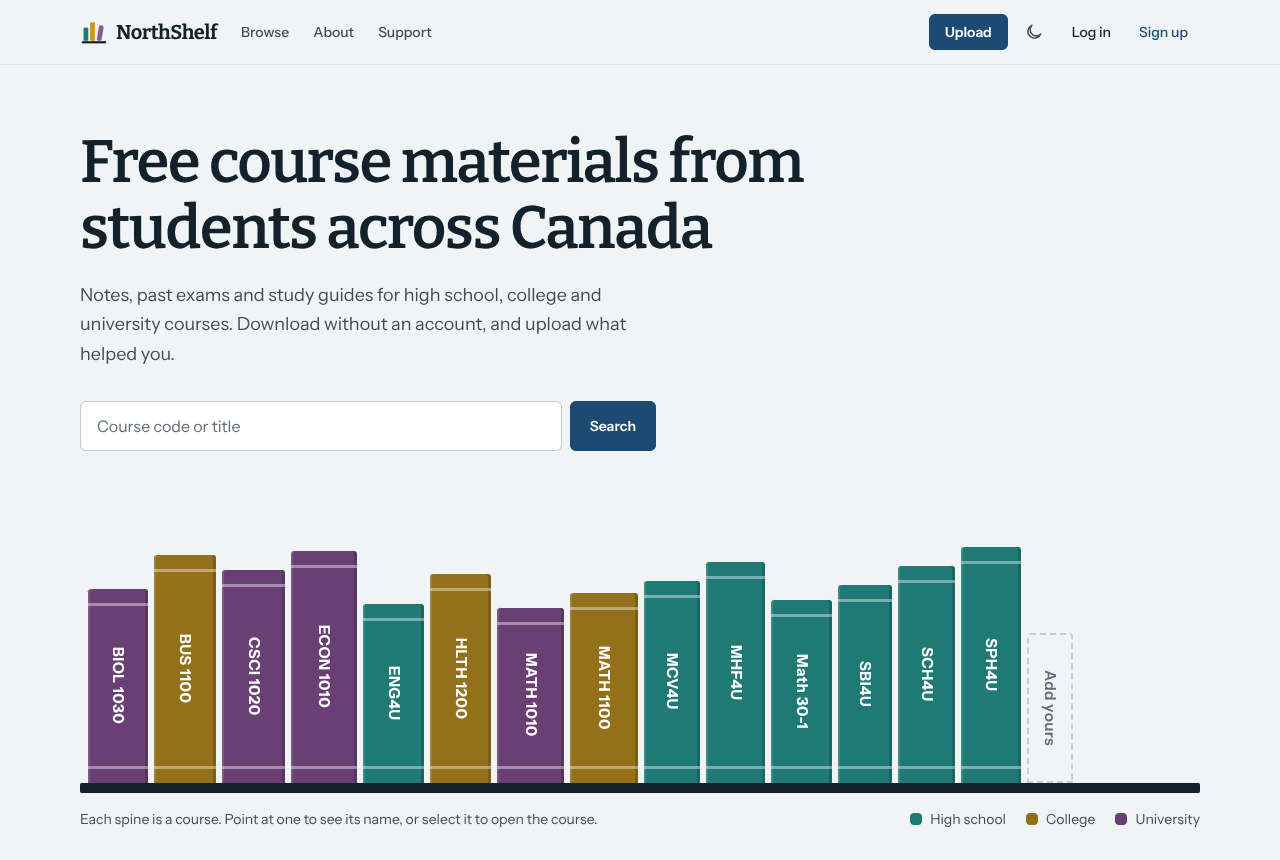 NorthShelf
Browse
About
Support
Upload
Log in
Sign up
Free course materials from
students across Canada
Notes, past exams and study guides for high school, college and
university courses. Download without an account, and upload what
helped you.
Course code or title
Search
BIOL 1030
BUS 1100
CSCI 1020
ECON 1010
ENG4U
HLTH 1200
MATH 1010
MATH 1100
MCV4U
MHF4U
Math 30-1
SBI4U
SCH4U
SPH4U
Add yours
Each spine is a course. Point at one to see its name, or select it to open the course.
High school
College
University